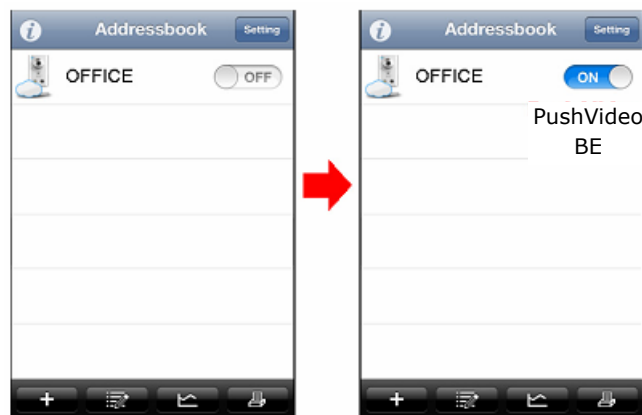 Addressbook Setting
OFFICE OFF
Addressbook Setting
OFFICE ON
PushVideo
BE